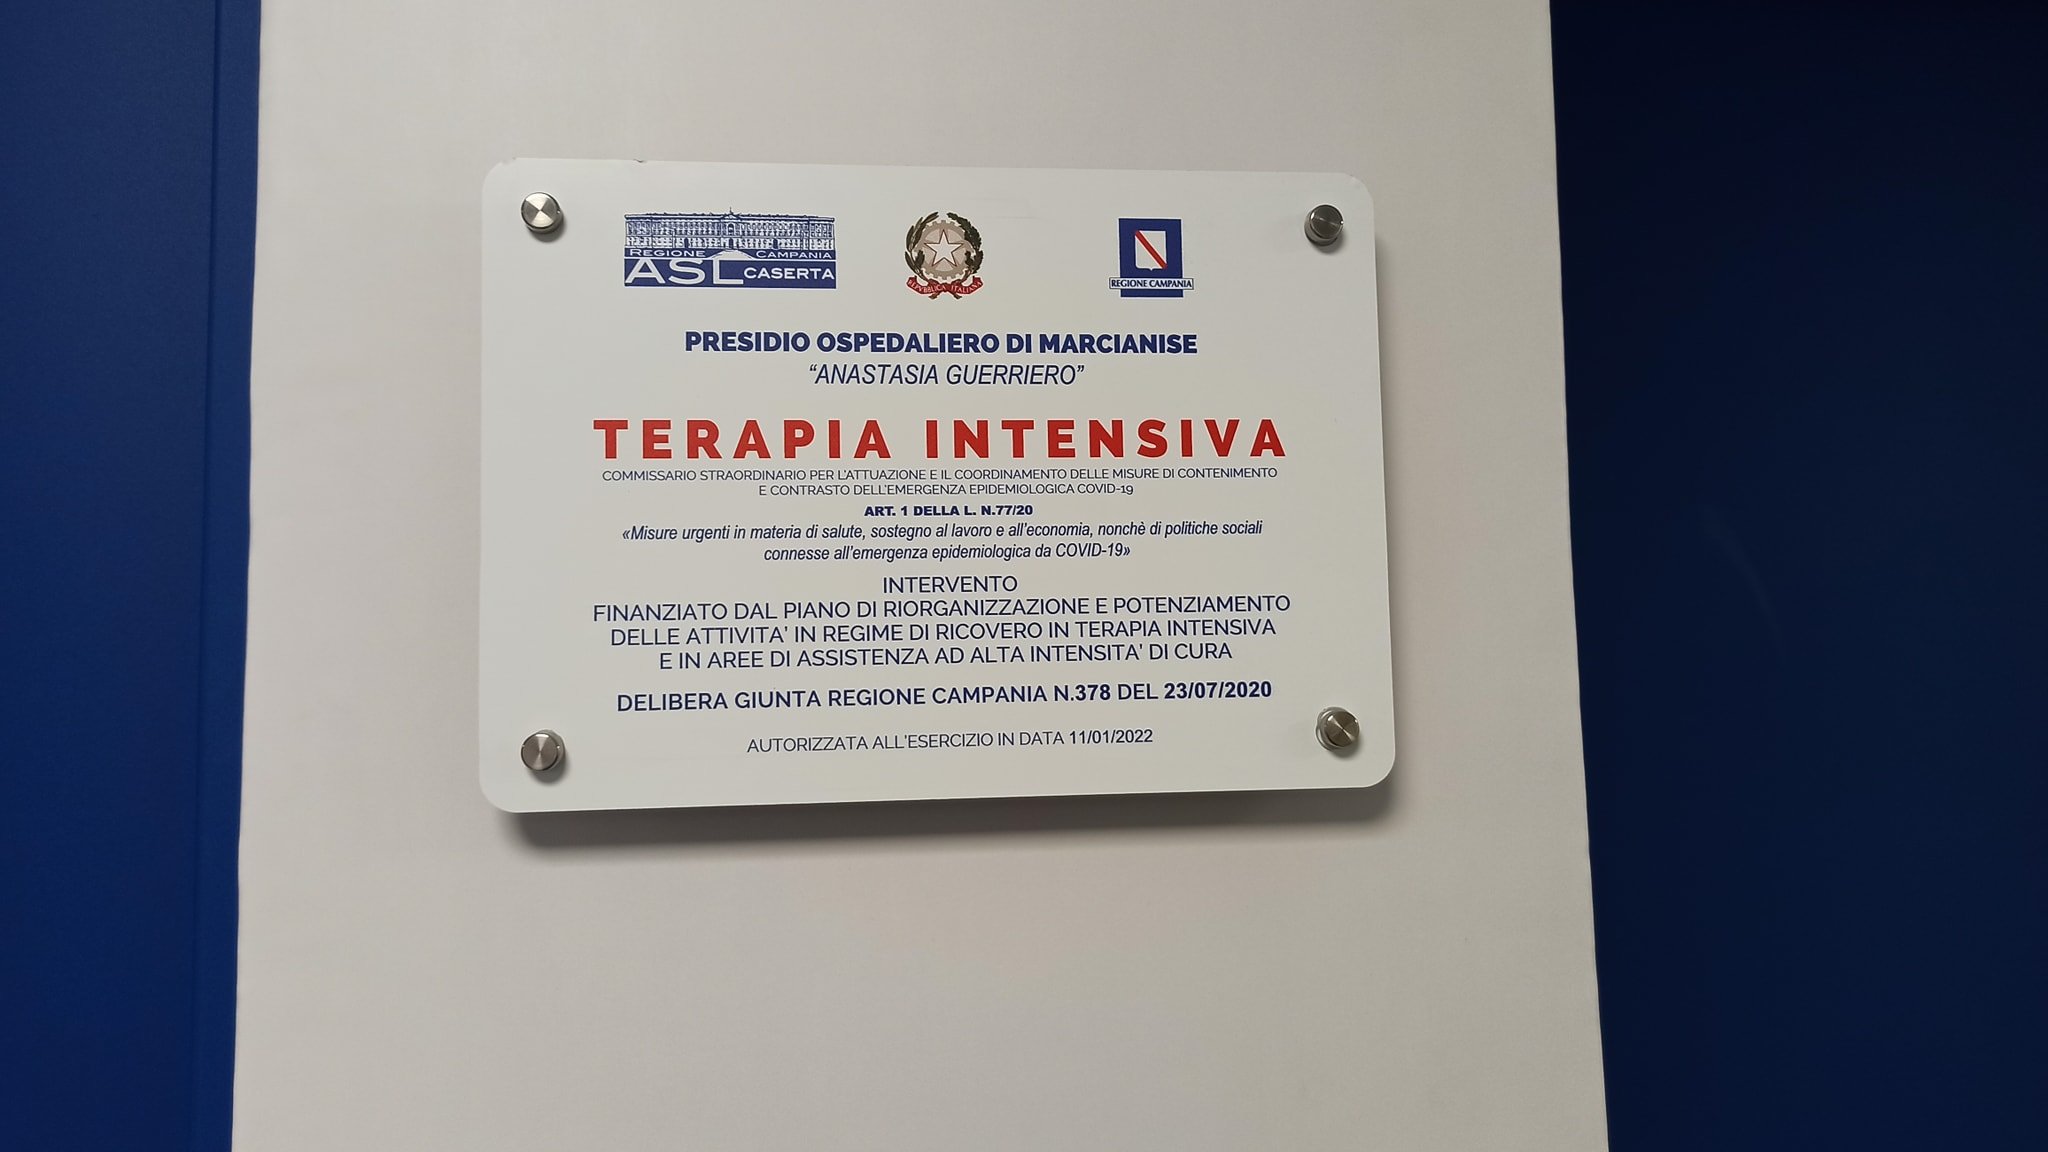 REGIONE CAMPANIA
ASL CASERTA
REPVBBLICA ITALIANA
REGIONE CAMPANIA
PRESIDIO OSPEDALIERO DI MARCIANISE
“ANASTASIA GUERRIERO”
TERAPIA INTENSIVA
COMMISSARIO STRAORDINARIO PER L'ATTUAZIONE E IL COORDINAMENTO DELLE MISURE DI CONTENIMENTO
E CONTRASTO DELL'EMERGENZA EPIDEMIOLOGICA COVID-19
ART. 1 DELLA L. N.77/20
«Misure urgenti in materia di salute, sostegno al lavoro e all'economia, nonchè di politiche sociali
connesse all'emergenza epidemiologica da COVID-19»
INTERVENTO
FINANZIATO DAL PIANO DI RIORGANIZZAZIONE E POTENZIAMENTO
DELLE ATTIVITA' IN REGIME DI RICOVERO IN TERAPIA INTENSIVA
E IN AREE DI ASSISTENZA AD ALTA INTENSITA' DI CURA
DELIBERA GIUNTA REGIONE CAMPANIA N.378 DEL 23/07/2020
AUTORIZZATA ALL'ESERCIZIO IN DATA 11/01/2022